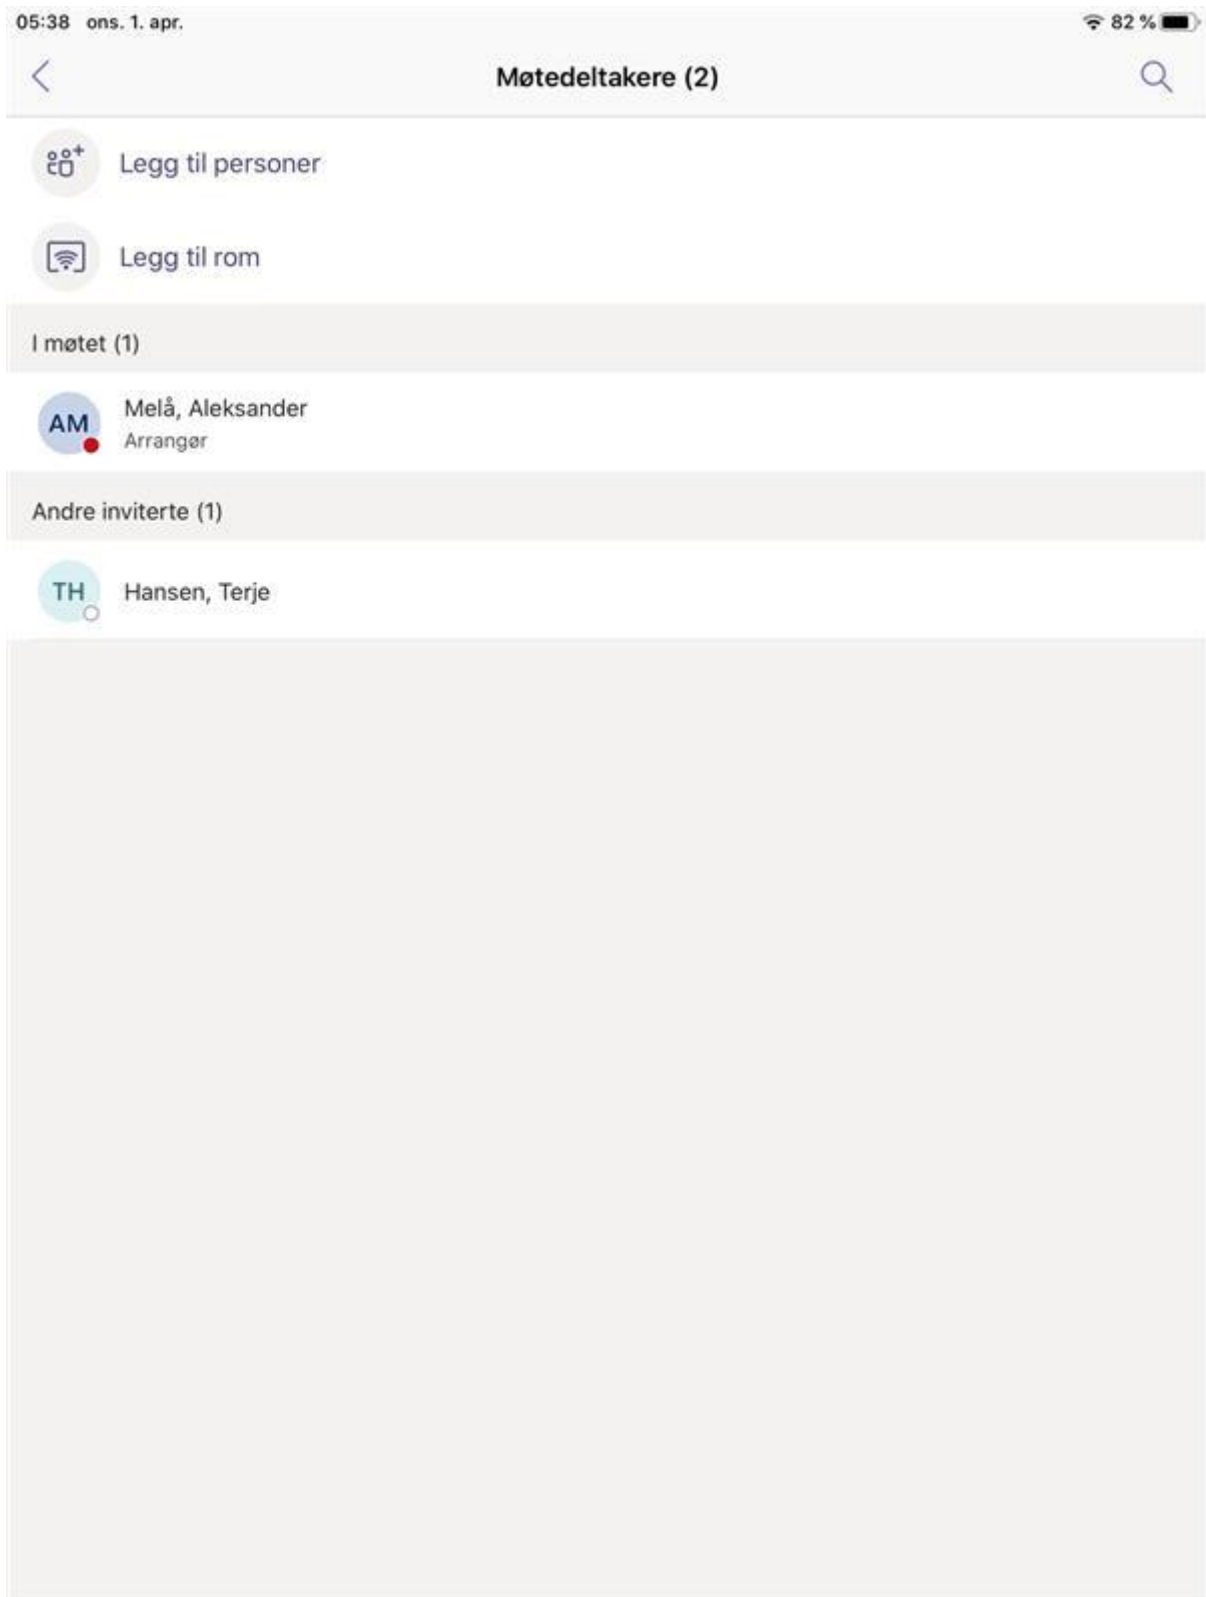 05:38 ons. 1. apr. 82 %
Møtedeltakere (2)
Legg til personer
Legg til rom
I møtet (1)
AM
Melå, Aleksander
Arrangør
Andre inviterte (1)
TH
Hansen, Terje